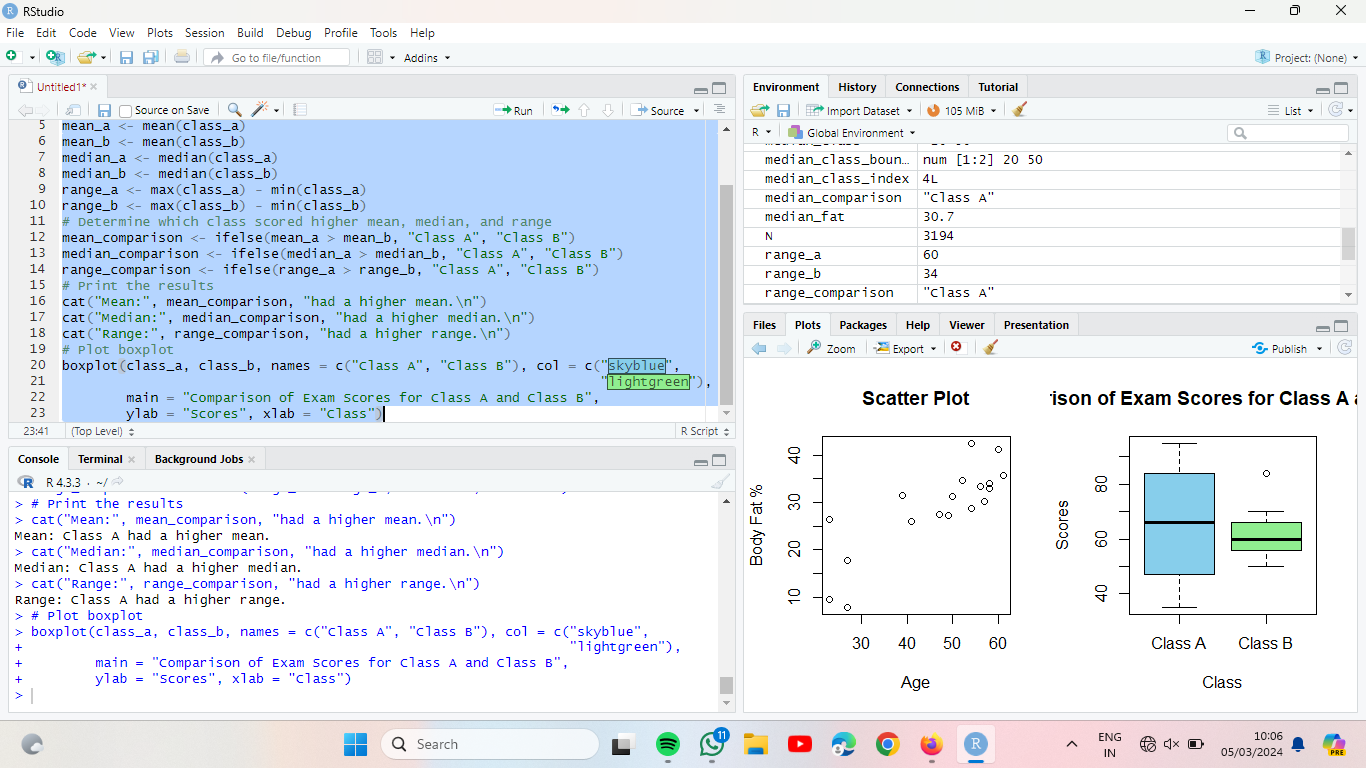 RStudio
File Edit Code View Plots Session Build Debug Profile Tools Help
Go to file/function Addins Project: (None)
Untitled1*
Source on Save Run Source
5 mean_a <- mean(class_a)
6 mean_b <- mean(class_b)
7 median_a <- median(class_a)
8 median_b <- median(class_b)
9 range_a <- max(class_a) - min(class_a)
10 range_b <- max(class_b) - min(class_b)
11 # Determine which class scored higher mean, median, and range
12 mean_comparison <- ifelse(mean_a > mean_b, "Class A", "Class B")
13 median_comparison <- ifelse(median_a > median_b, "Class A", "Class B")
14 range_comparison <- ifelse(range_a > range_b, "Class A", "Class B")
15 # Print the results
16 cat("Mean:", mean_comparison, "had a higher mean.\n")
17 cat("Median:", median_comparison, "had a higher median.\n")
18 cat("Range:", range_comparison, "had a higher range.\n")
19 # Plot boxplot
20 boxplot(class_a, class_b, names = c("Class A", "Class B"), col = c("skyblue",
21 "lightgreen"),
22 main = "Comparison of Exam Scores for Class A and Class B",
23 ylab = "Scores", xlab = "Class")
23:41 (Top Level) R Script
Console Terminal Background Jobs
R 4.3.3 · ~/
> # Print the results
> cat("Mean:", mean_comparison, "had a higher mean.\n")
Mean: Class A had a higher mean.
> cat("Median:", median_comparison, "had a higher median.\n")
Median: Class A had a higher median.
> cat("Range:", range_comparison, "had a higher range.\n")
Range: Class A had a higher range.
> # Plot boxplot
> boxplot(class_a, class_b, names = c("Class A", "Class B"), col = c("skyblue",
+ "lightgreen"),
+ main = "Comparison of Exam Scores for Class A and Class B",
+ ylab = "Scores", xlab = "Class")
>
Environment History Connections Tutorial
Import Dataset 105 MiB List
R Global Environment
median_class_boun… num [1:2] 20 50
median_class_index 4L
median_comparison "Class A"
median_fat 30.7
N 3194
range_a 60
range_b 34
range_comparison "Class A"
Files Plots Packages Help Viewer Presentation
Zoom Export Publish
Scatter Plot
Body Fat %
40
30
20
10
30 40 50 60
Age
ison of Exam Scores for Class A
Scores
80
60
40
Class A Class B
Class
Search
11
ENG
IN
10:06
05/03/2024
PRE